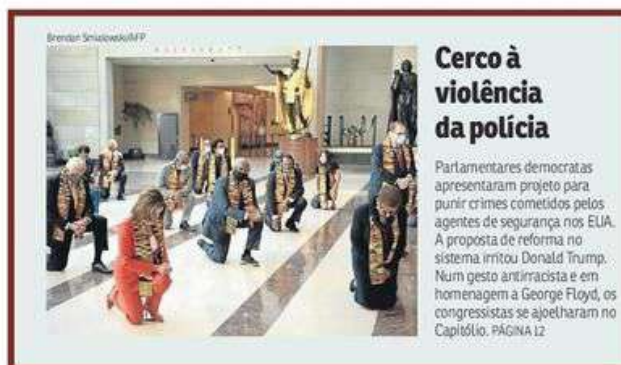 Brendan Smialowski/AFP
Cerco à
violência
da polícia
Parlamentares democratas
apresentaram projeto para
punir crimes cometidos pelos
agentes de segurança nos EUA.
A proposta de reforma no
sistema irritou Donald Trump.
Num gesto antirracista e em
homenagem a George Floyd, os
congressistas se ajoelharam no
Capitólio. PÁGINA 12